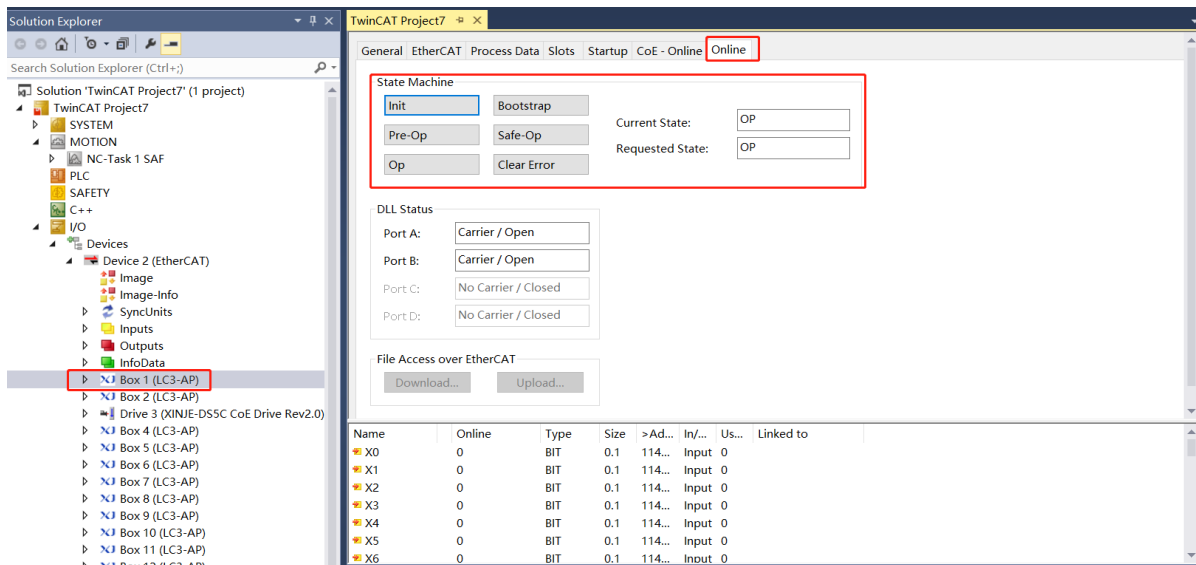 Solution Explorer
Search Solution Explorer (Ctrl+;)
Solution 'TwinCAT Project7' (1 project)
TwinCAT Project7
SYSTEM
MOTION
NC-Task 1 SAF
PLC
SAFETY
C++
I/O
Devices
Device 2 (EtherCAT)
Image
Image-Info
SyncUnits
Inputs
Outputs
InfoData
XJ Box 1 (LC3-AP)
XJ Box 2 (LC3-AP)
Drive 3 (XINJE-DS5C CoE Drive Rev2.0)
XJ Box 4 (LC3-AP)
XJ Box 5 (LC3-AP)
XJ Box 6 (LC3-AP)
XJ Box 7 (LC3-AP)
XJ Box 8 (LC3-AP)
XJ Box 9 (LC3-AP)
XJ Box 10 (LC3-AP)
XJ Box 11 (LC3-AP)
TwinCAT Project7
General EtherCAT Process Data Slots Startup CoE - Online Online
State Machine
Init Bootstrap
Pre-Op Safe-Op
Op Clear Error
Current State: OP
Requested State: OP
DLL Status
Port A: Carrier / Open
Port B: Carrier / Open
Port C: No Carrier / Closed
Port D: No Carrier / Closed
File Access over EtherCAT
Download... Upload...
Name Online Type Size >Ad... In/... Us... Linked to
X0 0 BIT 0.1 114... Input 0
X1 0 BIT 0.1 114... Input 0
X2 0 BIT 0.1 114... Input 0
X3 0 BIT 0.1 114... Input 0
X4 0 BIT 0.1 114... Input 0
X5 0 BIT 0.1 114... Input 0
X6 0 BIT 0.1 114... Input 0